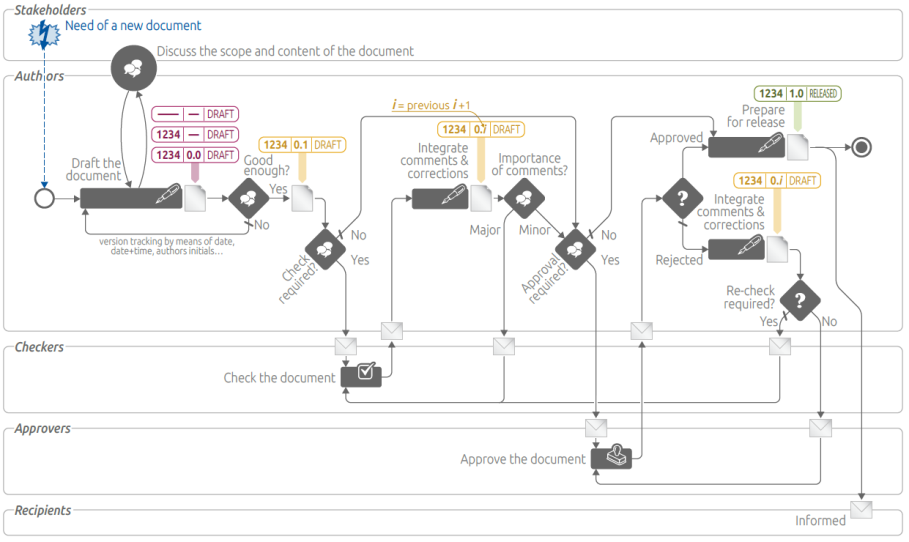 Stakeholders
Need of a new document
Discuss the scope and content of the document
Authors
1234 | 1.0 | RELEASED
i = previous i +1
Prepare
for release
— | — | DRAFT
1234 | — | DRAFT
1234 | 0.0 | DRAFT
1234 | 0.1 | DRAFT
1234 | 0.i | DRAFT
Approved
Draft the
document
Good
enough?
Yes
No
Integrate
comments &
corrections
Importance
of comments?
1234 | 0.i | DRAFT
Integrate
comments &
corrections
?
version tracking by means of date,
date+time, authors initials...
Check
required?
No
Yes
Major
Minor
Approval
required?
No
Yes
Rejected
Re-check
required?
?
Yes
No
Checkers
Check the document
Approvers
Approve the document
Recipients
Informed